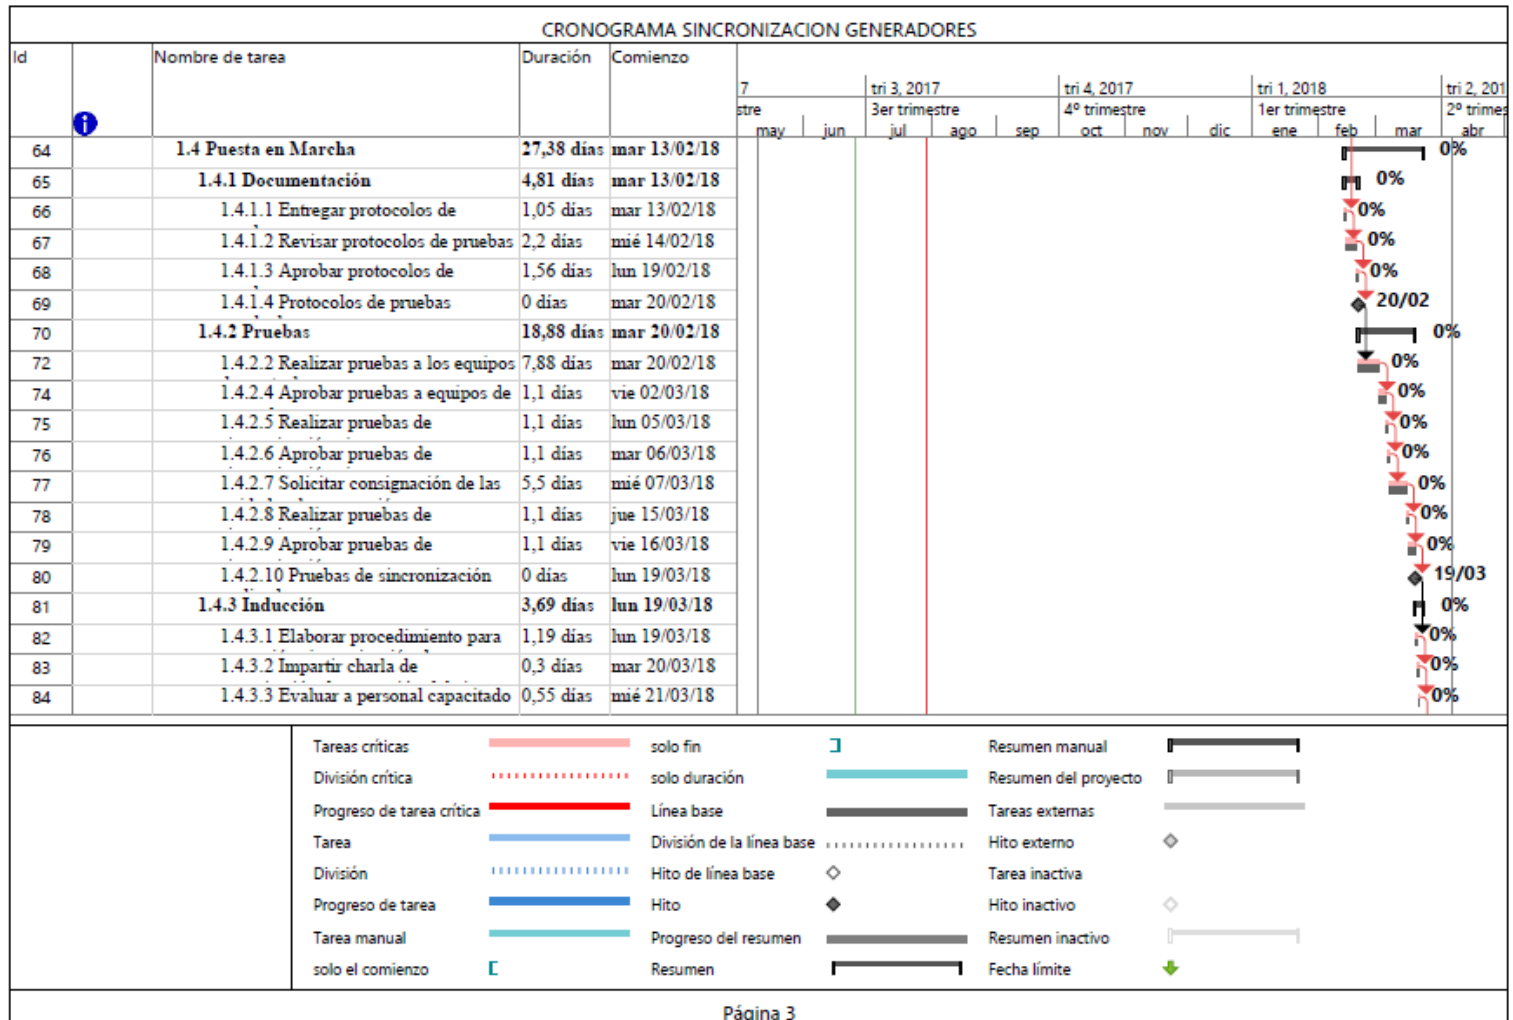 CRONOGRAMA SINCRONIZACION GENERADORES
Id Nombre de tarea Duración Comienzo
7 tri 3, 2017 tri 4, 2017 tri 1, 2018 tri 2, 201
stre 3er trimestre 4º trimestre 1er trimestre 2º trimes
may jun jul ago sep oct nov dic ene feb mar abr
64 1.4 Puesta en Marcha 27,38 días mar 13/02/18 0%
65 1.4.1 Documentación 4,81 días mar 13/02/18 0%
66 1.4.1.1 Entregar protocolos de 1,05 días mar 13/02/18 0%
67 1.4.1.2 Revisar protocolos de pruebas 2,2 días mié 14/02/18 0%
68 1.4.1.3 Aprobar protocolos de 1,56 días lun 19/02/18 0%
69 1.4.1.4 Protocolos de pruebas 0 días mar 20/02/18 20/02
70 1.4.2 Pruebas 18,88 días mar 20/02/18 0%
72 1.4.2.2 Realizar pruebas a los equipos 7,88 días mar 20/02/18 0%
74 1.4.2.4 Aprobar pruebas a equipos de 1,1 días vie 02/03/18 0%
75 1.4.2.5 Realizar pruebas de 1,1 días lun 05/03/18 0%
76 1.4.2.6 Aprobar pruebas de 1,1 días mar 06/03/18 0%
77 1.4.2.7 Solicitar consignación de las 5,5 días mié 07/03/18 0%
78 1.4.2.8 Realizar pruebas de 1,1 días jue 15/03/18 0%
79 1.4.2.9 Aprobar pruebas de 1,1 días vie 16/03/18 0%
80 1.4.2.10 Pruebas de sincronización 0 días lun 19/03/18 19/03
81 1.4.3 Inducción 3,69 días lun 19/03/18 0%
82 1.4.3.1 Elaborar procedimiento para 1,19 días lun 19/03/18 0%
83 1.4.3.2 Impartir charla de 0,3 días mar 20/03/18 0%
84 1.4.3.3 Evaluar a personal capacitado 0,55 días mié 21/03/18 0%
Tareas críticas solo fin Resumen manual
División crítica solo duración Resumen del proyecto
Progreso de tarea crítica Línea base Tareas externas
Tarea División de la línea base Hito externo
División Hito de línea base Tarea inactiva
Progreso de tarea Hito Hito inactivo
Tarea manual Progreso del resumen Resumen inactivo
solo el comienzo Resumen Fecha límite
Página 3